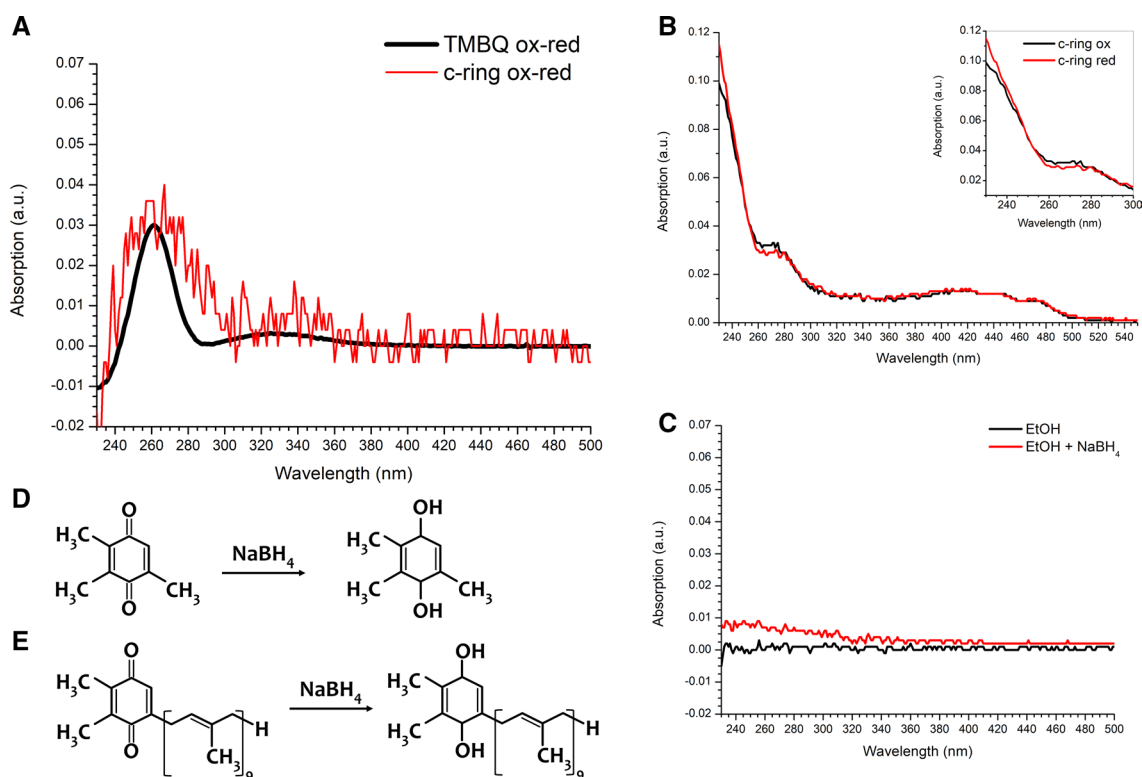 A
TMBQ ox-red
c-ring ox-red
0.07
0.06
0.05
0.04
0.03
0.02
0.01
0.00
-0.01
-0.02
Absorption (a.u.)
240 260 280 300 320 340 360 380 400 420 440 460 480 500
Wavelength (nm)
B
0.12
0.10
0.08
0.06
0.04
0.02
0.00
Absorption (a.u.)
240 260 280 300 320 340 360 380 400 420 440 460 480 500 520 540
Wavelength (nm)
c-ring ox
c-ring red
0.12
0.10
0.08
0.06
0.04
0.02
Absorption (a.u.)
240 260 280 300
Wavelength (nm)
C
EtOH
EtOH + NaBH4
0.07
0.06
0.05
0.04
0.03
0.02
0.01
0.00
-0.01
-0.02
Absorption (a.u.)
230 240 260 280 300 320 340 360 380 400 420 440 460 480 500
Wavelength (nm)
D
O
H3C
H3C
CH3
O
NaBH4
OH
H3C
H3C
CH3
OH
E
O
H3C
H3C
O
H
CH3
9
NaBH4
OH
H3C
H3C
OH
H
CH3
9